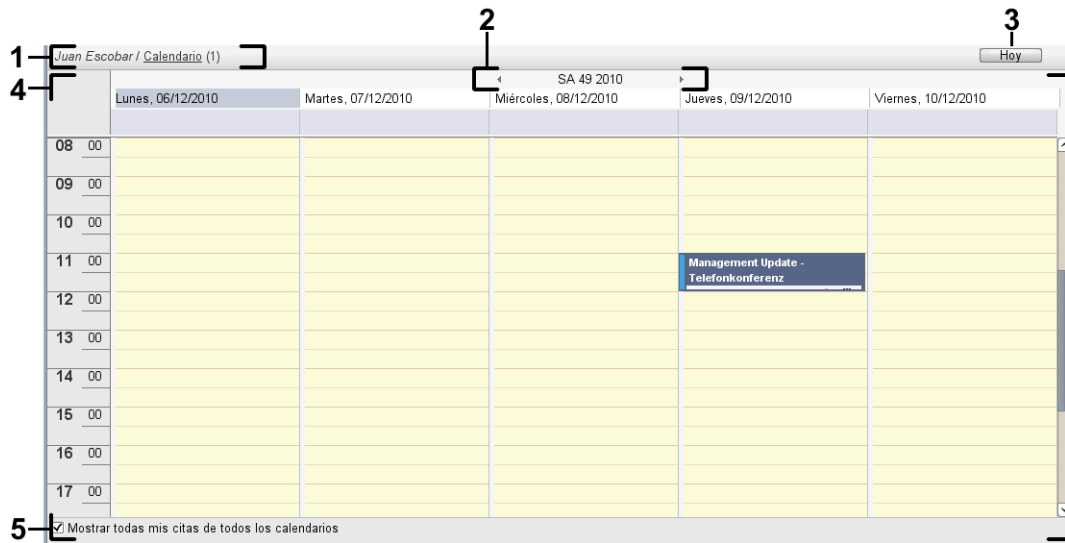 2
3
1
Juan Escobar / Calendario (1)
Hoy
4
SA 49 2010
Lunes, 06/12/2010
Martes, 07/12/2010
Miércoles, 08/12/2010
Jueves, 09/12/2010
Viernes, 10/12/2010
08 00
09 00
10 00
11 00
Management Update -
Telefonkonferenz
12 00
13 00
14 00
15 00
16 00
17 00
5
Mostrar todas mis citas de todos los calendarios